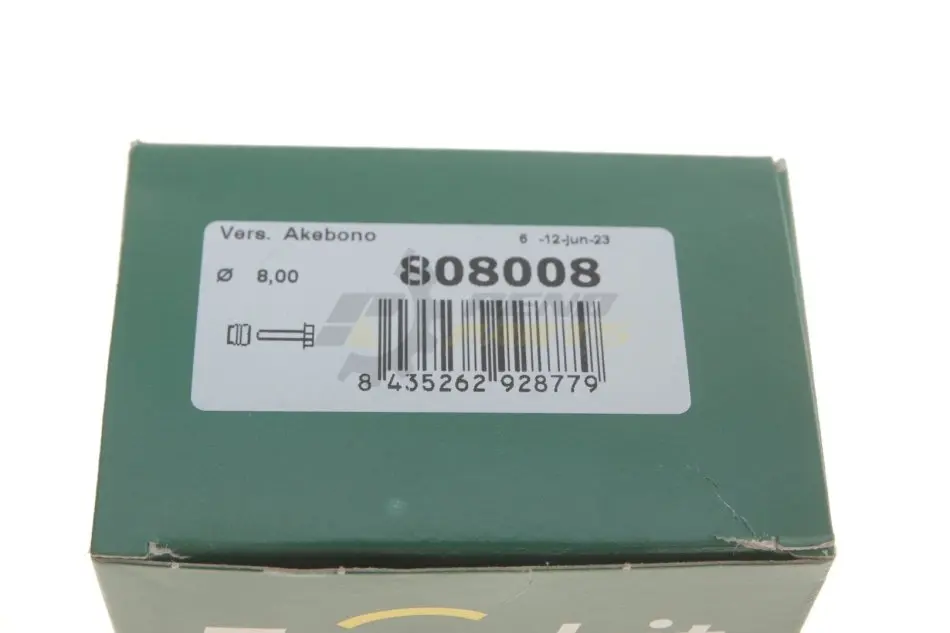 Vers. Akebono 6 -12-jun-23
Ø 8,00 808008
8 435262 928779